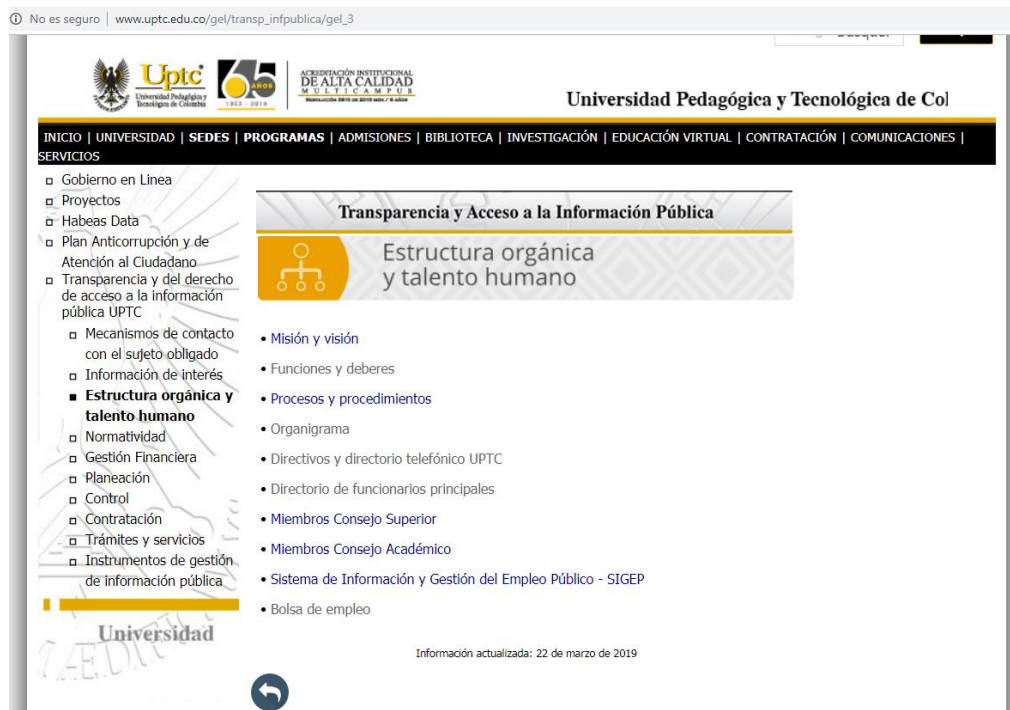 No es seguro | www.uptc.edu.co/gel/transp_infpublica/gel_3
Uptc
Universidad Pedagógica y
Tecnológica de Colombia
65
AÑOS
1953 - 2018
ACREDITACIÓN INSTITUCIONAL
DE ALTA CALIDAD
MULTICAMPUS
Universidad Pedagógica y Tecnológica de Col
INICIO | UNIVERSIDAD | SEDES | PROGRAMAS | ADMISIONES | BIBLIOTECA | INVESTIGACIÓN | EDUCACIÓN VIRTUAL | CONTRATACIÓN | COMUNICACIONES |
SERVICIOS
Gobierno en Linea
Proyectos
Habeas Data
Plan Anticorrupción y de
Atención al Ciudadano
Transparencia y del derecho
de acceso a la información
pública UPTC
Mecanismos de contacto
con el sujeto obligado
Información de interés
Estructura orgánica y
talento humano
Normatividad
Gestión Financiera
Planeación
Control
Contratación
Trámites y servicios
Instrumentos de gestión
de información pública
Universidad
Transparencia y Acceso a la Información Pública
Estructura orgánica
y talento humano
• Misión y visión
• Funciones y deberes
• Procesos y procedimientos
• Organigrama
• Directivos y directorio telefónico UPTC
• Directorio de funcionarios principales
• Miembros Consejo Superior
• Miembros Consejo Académico
• Sistema de Información y Gestión del Empleo Público - SIGEP
• Bolsa de empleo
Información actualizada: 22 de marzo de 2019